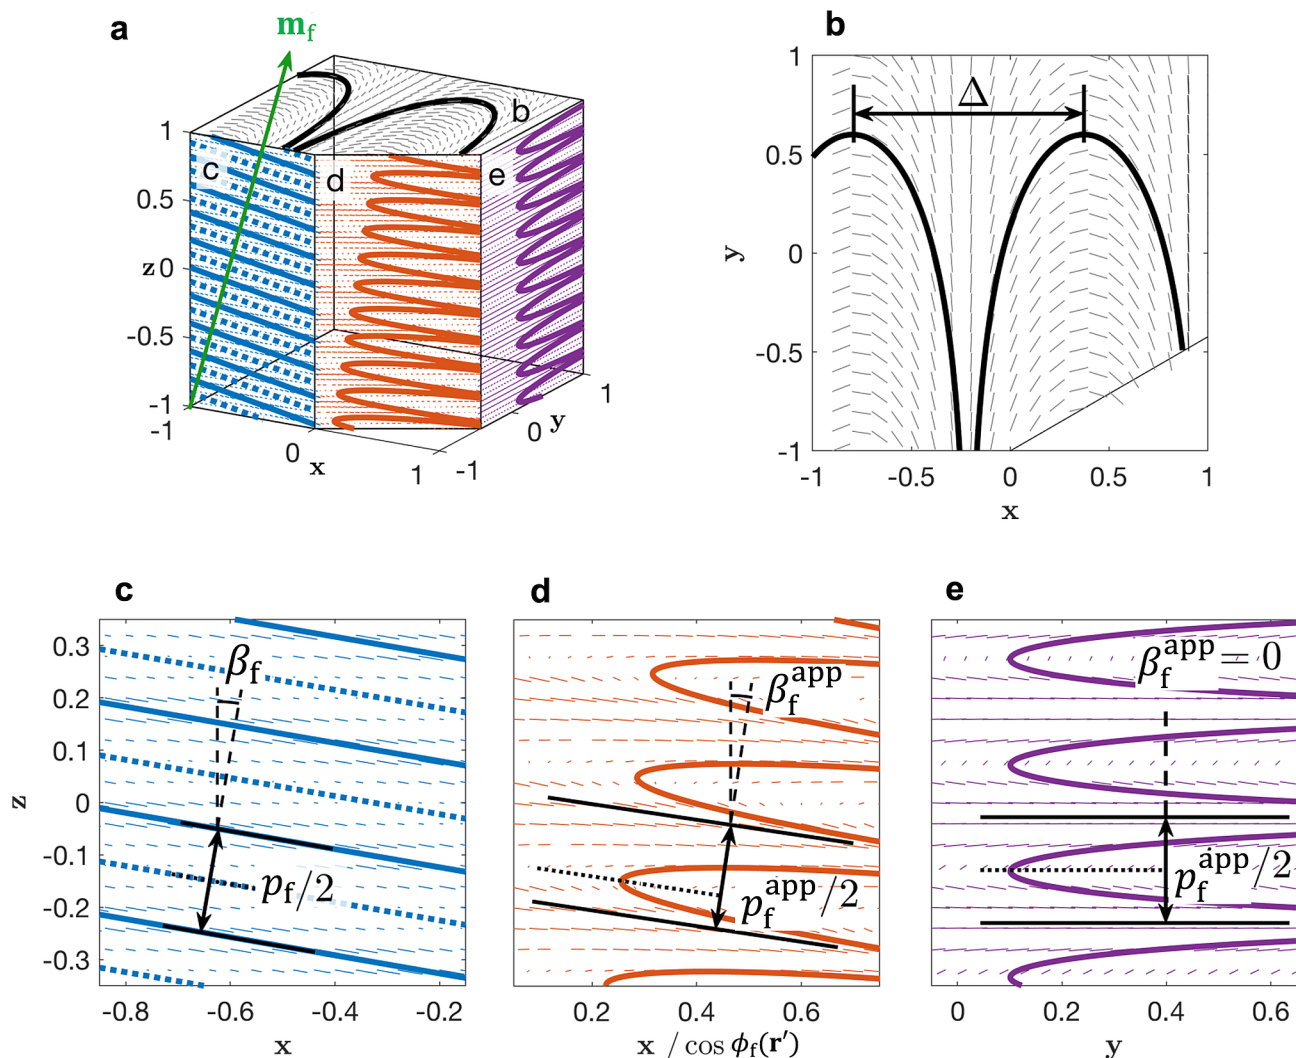 a
m_f
b
c
d
e
1
0.5
z 0
-0.5
-1
-1
0
x
1
-1
0
y
1
b
Δ
1
0.5
y
0
-0.5
-1
-1
-0.5
0
0.5
1
x
c
β_f
p_f/2
0.3
0.2
0.1
0
-0.1
-0.2
-0.3
z
-0.8
-0.6
-0.4
-0.2
x
d
β_f^app
p_f^app/2
0.2
0.4
0.6
x / cos ϕ_f(r′)
e
β_f^app = 0
p_f^app/2
0
0.2
0.4
0.6
y